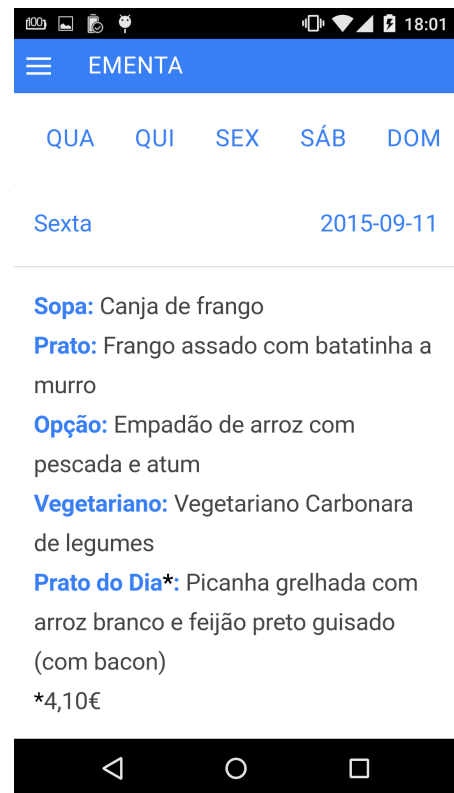 100 18:01
EMENTA
QUA QUI SEX SÁB DOM
Sexta 2015-09-11
Sopa: Canja de frango
Prato: Frango assado com batatinha a
murro
Opção: Empadão de arroz com
pescada e atum
Vegetariano: Vegetariano Carbonara
de legumes
Prato do Dia*: Picanha grelhada com
arroz branco e feijão preto guisado
(com bacon)
*4,10€